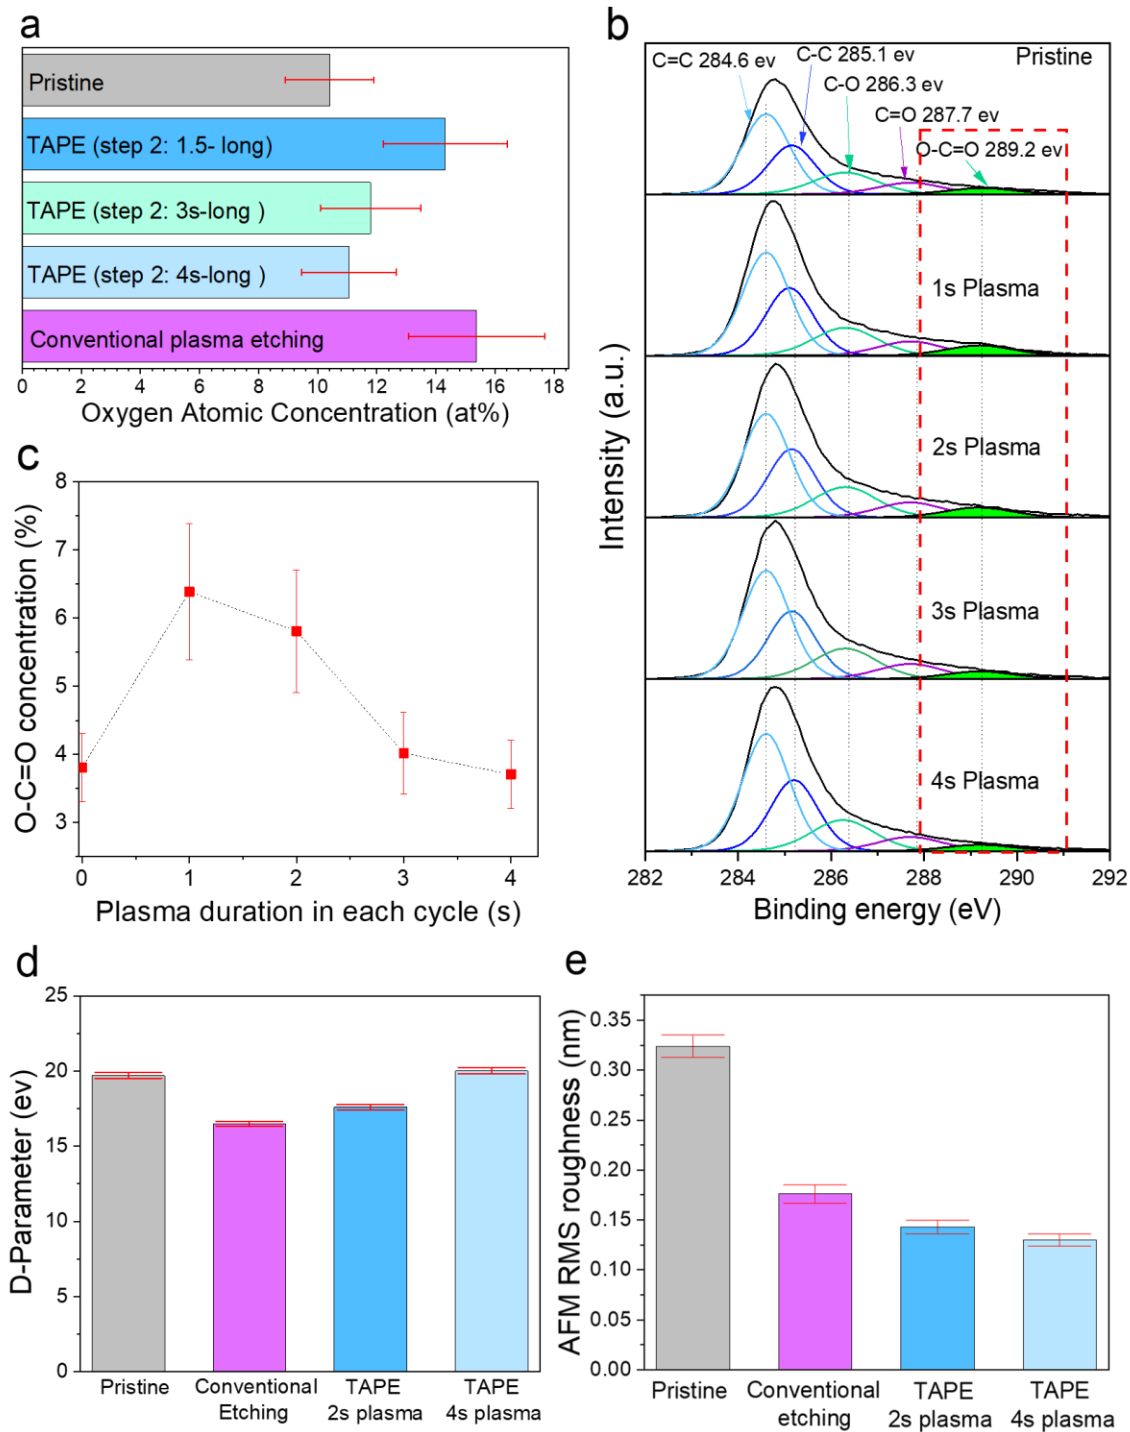 a
Pristine
TAPE (step 2: 1.5- long)
TAPE (step 2: 3s-long )
TAPE (step 2: 4s-long )
Conventional plasma etching
0 2 4 6 8 10 12 14 16 18
Oxygen Atomic Concentration (at%)
b
Pristine
C=C 284.6 ev
C-C 285.1 ev
C-O 286.3 ev
C=O 287.7 ev
O-C=O 289.2 ev
1s Plasma
2s Plasma
3s Plasma
4s Plasma
Intensity (a.u.)
282 284 286 288 290 292
Binding energy (eV)
c
O-C=O concentration (%)
8
7
6
5
4
3
0 1 2 3 4
Plasma duration in each cycle (s)
d
D-Parameter (ev)
25
20
15
10
5
0
Pristine
Conventional
Etching
TAPE
2s plasma
TAPE
4s plasma
e
AFM RMS roughness (nm)
0.35
0.30
0.25
0.20
0.15
0.10
0.05
0.00
Pristine
Conventional
etching
TAPE
2s plasma
TAPE
4s plasma